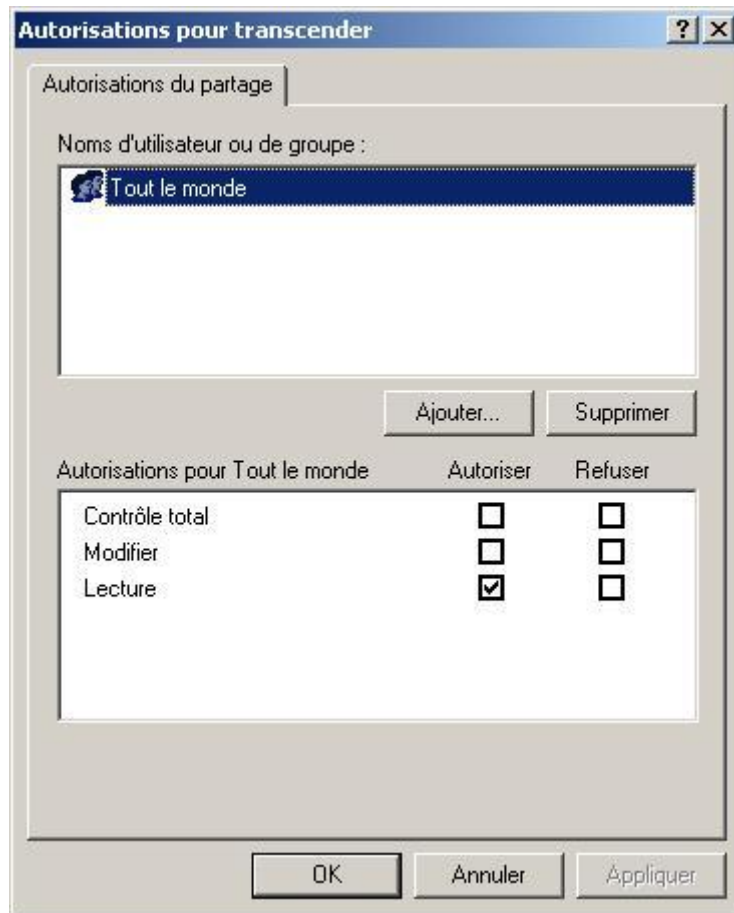 Autorisations pour transcender
Autorisations du partage
Noms d'utilisateur ou de groupe :
Tout le monde
Ajouter... Supprimer
Autorisations pour Tout le monde Autoriser Refuser
Contrôle total
Modifier
Lecture
OK Annuler Appliquer